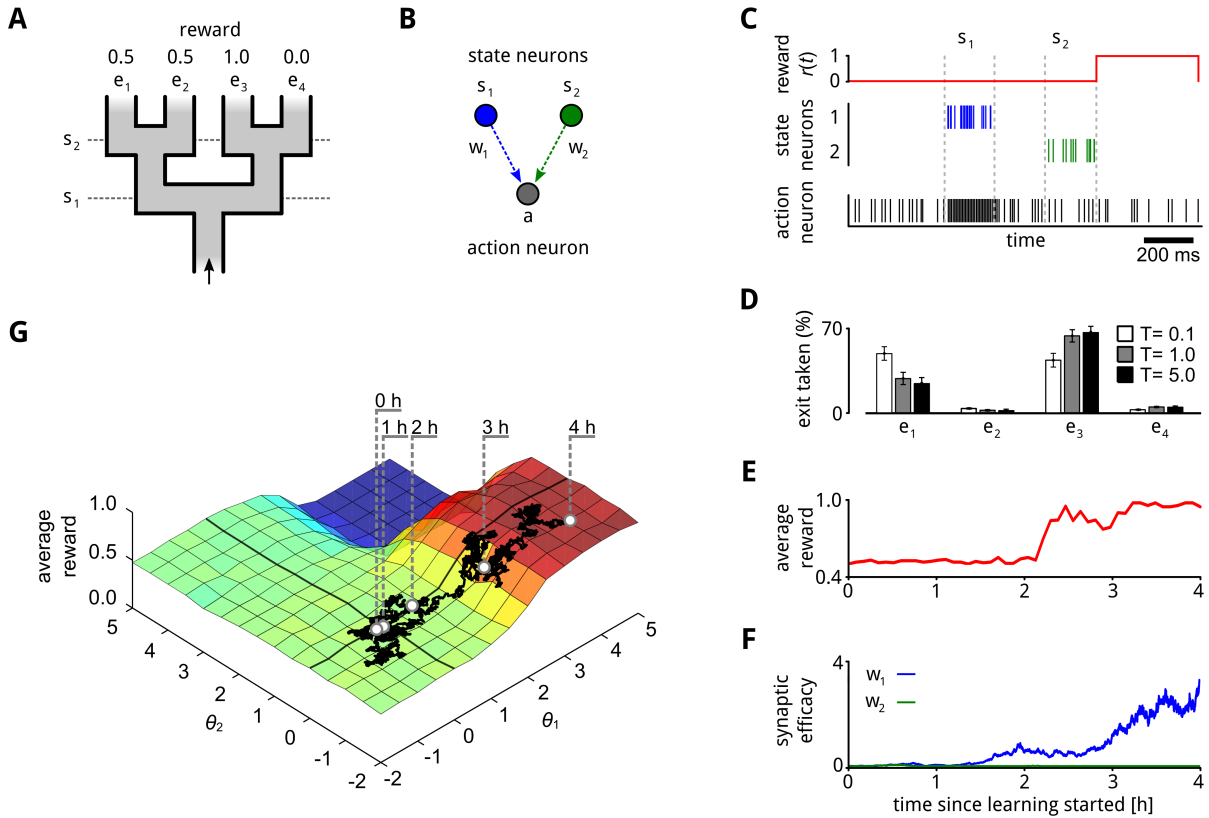 A
reward
0.5 0.5 1.0 0.0
e1 e2 e3 e4
s2
s1
B
state neurons
s1 s2
w1 w2
a
action neuron
C
s1 s2
reward
r(t)
1
0
state
neurons
1
2
action
neuron
time
200 ms
D
exit taken (%)
70
0
T= 0.1
T= 1.0
T= 5.0
e1 e2 e3 e4
E
average
reward
1.0
0.4
0 1 2 3 4
F
synaptic
efficacy
4
0
w1
w2
0 1 2 3 4
time since learning started [h]
G
0 h
1 h 2 h 3 h 4 h
average
reward
1.0
0.5
0.0
5
4
3
2
1
0
-1
-2
θ2
-2
-1
0
1
2
3
4
5
θ1